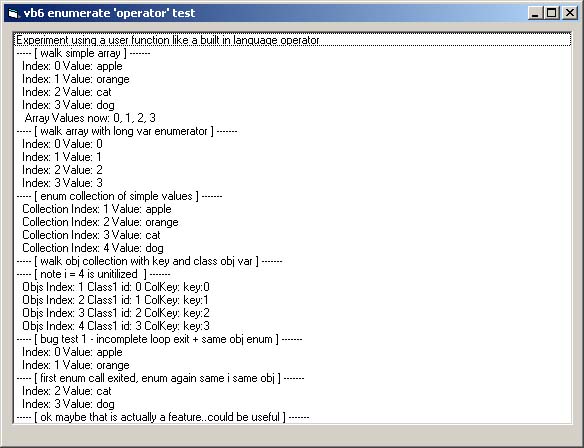 vb6 enumerate 'operator' test
Experiment using a user function like a built in language operator
----- [ walk simple array ] -------
Index: 0 Value: apple
Index: 1 Value: orange
Index: 2 Value: cat
Index: 3 Value: dog
Array Values now: 0, 1, 2, 3
----- [ walk array with long var enumerator ] -------
Index: 0 Value: 0
Index: 1 Value: 1
Index: 2 Value: 2
Index: 3 Value: 3
----- [ enum collection of simple values ] -------
Collection Index: 1 Value: apple
Collection Index: 2 Value: orange
Collection Index: 3 Value: cat
Collection Index: 4 Value: dog
----- [ walk obj collection with key and class obj var ] -------
----- [ note i = 4 is unitilized  ] -------
Objs Index: 1 Class1 id: 0 ColKey: key:0
Objs Index: 2 Class1 id: 1 ColKey: key:1
Objs Index: 3 Class1 id: 2 ColKey: key:2
Objs Index: 4 Class1 id: 3 ColKey: key:3
----- [ bug test 1 - incomplete loop exit + same obj enum ] -------
Index: 0 Value: apple
Index: 1 Value: orange
----- [ first enum call exited, enum again same i same obj ] -------
Index: 2 Value: cat
Index: 3 Value: dog
----- [ ok maybe that is actually a feature..could be useful ] -------